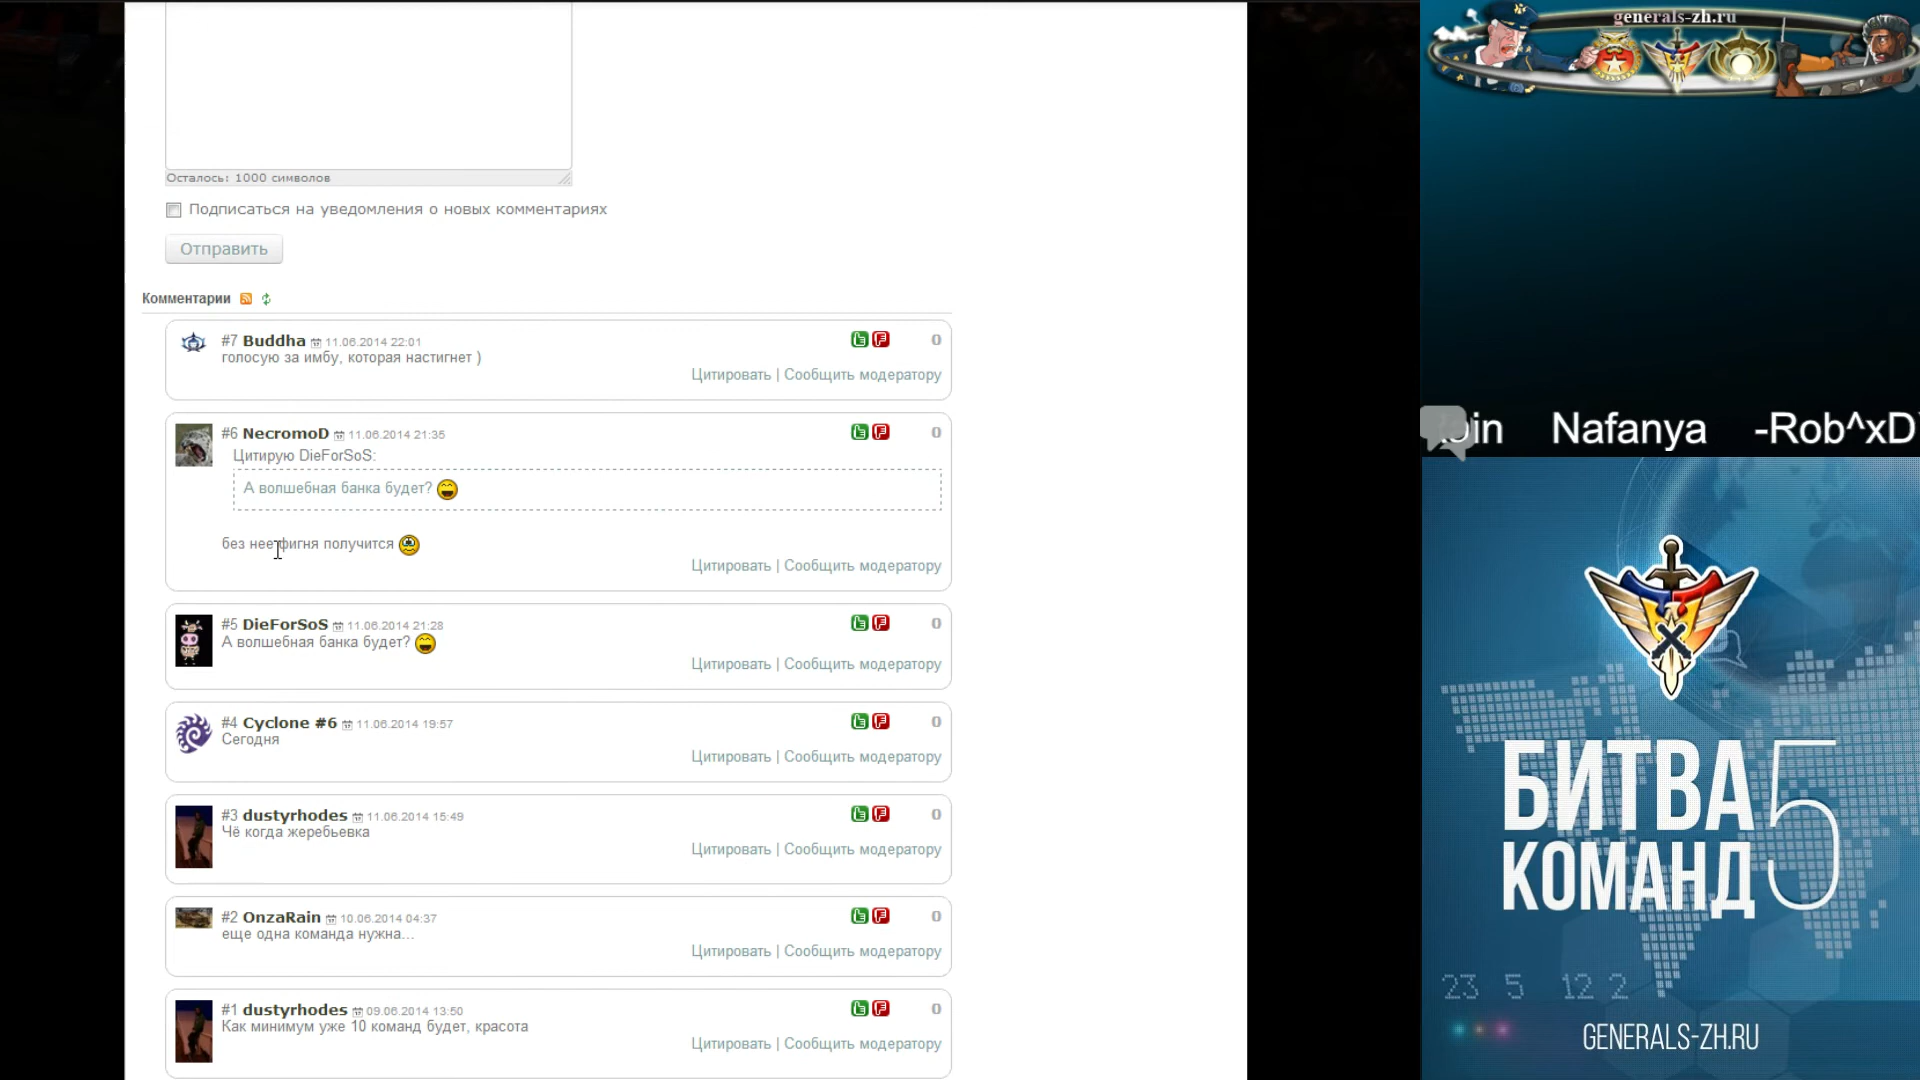 Осталось: 1000 символов
Подписаться на уведомления о новых комментариях
Отправить
Комментарии
#7 Buddha 11.06.2014 22:01 0
голосую за имбу, которая настигнет )
Цитировать | Сообщить модератору
#6 NecromoD 11.06.2014 21:35 0
Цитирую DieForSoS:
А волшебная банка будет?
без нее фигня получится
Цитировать | Сообщить модератору
#5 DieForSoS 11.06.2014 21:28 0
А волшебная банка будет?
Цитировать | Сообщить модератору
#4 Cyclone #6 11.06.2014 19:57 0
Сегодня
Цитировать | Сообщить модератору
#3 dustyrhodes 11.06.2014 15:49 0
Чё когда жеребьевка
Цитировать | Сообщить модератору
#2 OnzaRain 10.06.2014 04:37 0
еще одна команда нужна...
Цитировать | Сообщить модератору
#1 dustyrhodes 09.06.2014 13:50 0
Как минимум уже 10 команд будет, красота
Цитировать | Сообщить модератору
generals-zh.ru
Nafanya -Rob^xD
БИТВА 5
КОМАНД
23 5 12 2
GENERALS-ZH.RU